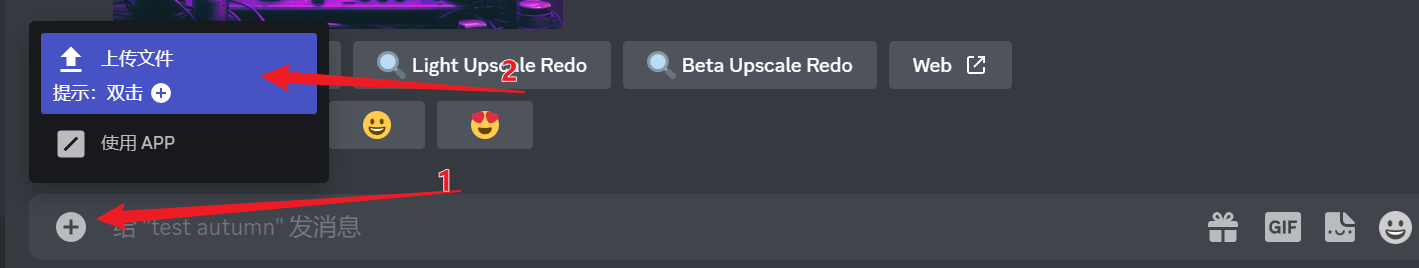 上传文件
提示：双击
Light Upscale Redo
Beta Upscale Redo
Web
2
使用 APP
1
给 "test autumn" 发消息
GIF